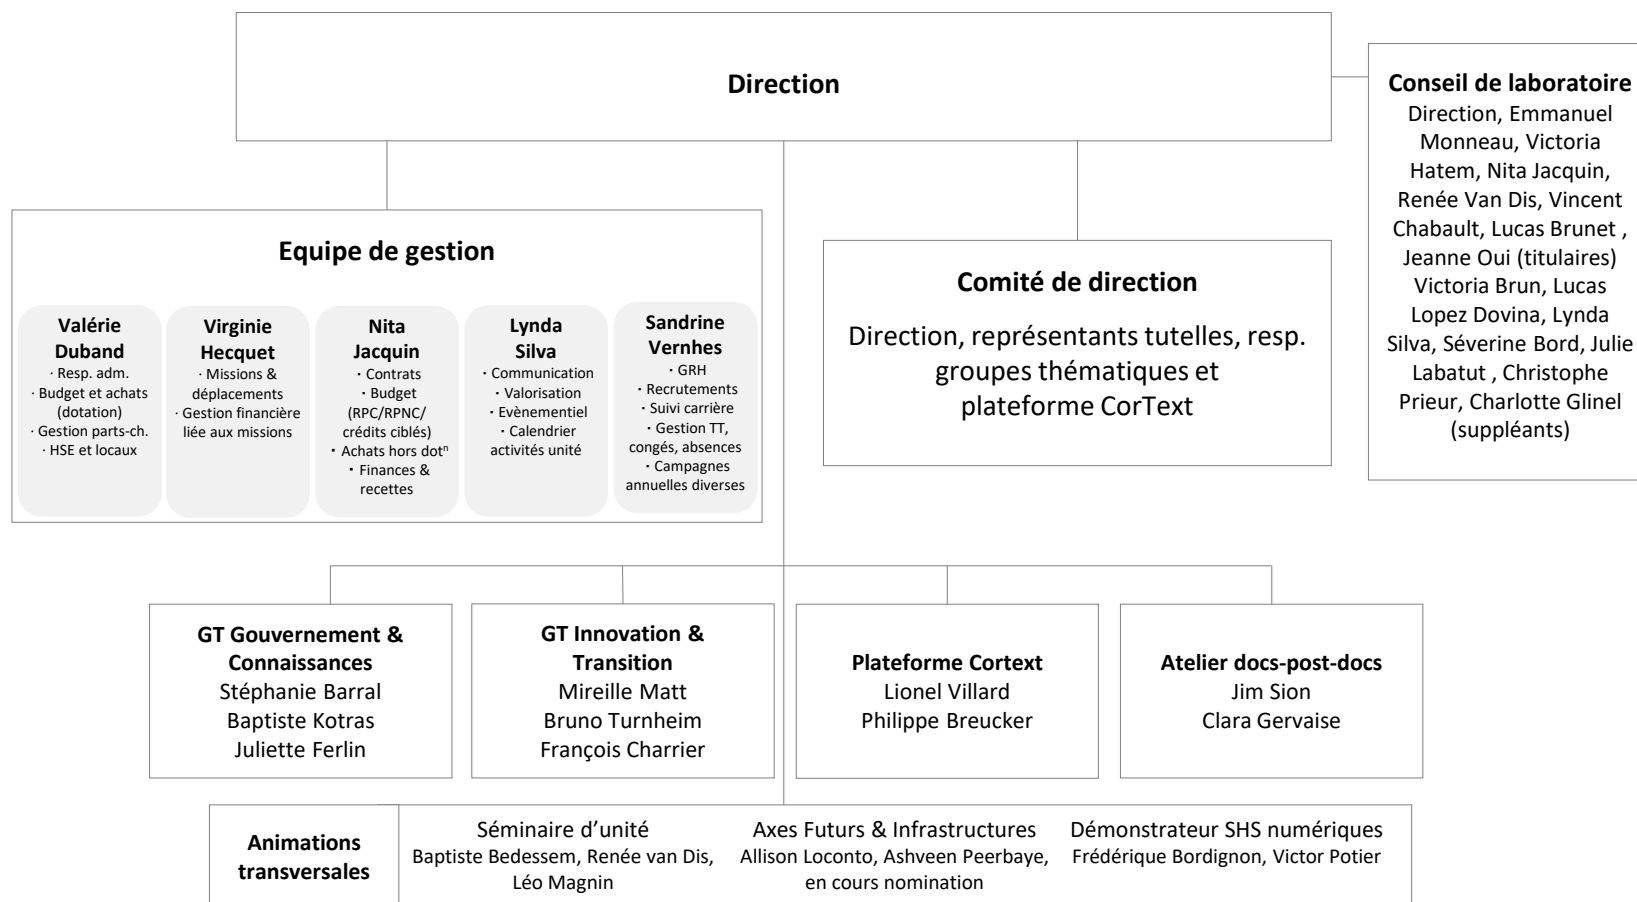 Direction
Conseil de laboratoire
Direction, Emmanuel
Monneau, Victoria
Hatem, Nita Jacquin,
Renée Van Dis, Vincent
Chabault, Lucas Brunet ,
Jeanne Oui (titulaires)
Victoria Brun, Lucas
Lopez Dovina, Lynda
Silva, Séverine Bord, Julie
Labatut , Christophe
Prieur, Charlotte Glinel
(suppléants)
Equipe de gestion
Valérie
Duband
· Resp. adm.
· Budget et achats
(dotation)
· Gestion parts-ch.
· HSE et locaux
Virginie
Hecquet
· Missions &
déplacements
· Gestion financière
liée aux missions
Nita
Jacquin
· Contrats
· Budget
(RPC/RPNC/
crédits ciblés)
· Achats hors dotⁿ
· Finances &
recettes
Lynda
Silva
· Communication
· Valorisation
· Evènementiel
· Calendrier
activités unité
Sandrine
Vernhes
· GRH
· Recrutements
· Suivi carrière
· Gestion TT,
congés, absences
· Campagnes
annuelles diverses
Comité de direction
Direction, représentants tutelles, resp.
groupes thématiques et
plateforme CorText
GT Gouvernement &
Connaissances
Stéphanie Barral
Baptiste Kotras
Juliette Ferlin
GT Innovation &
Transition
Mireille Matt
Bruno Turnheim
François Charrier
Plateforme Cortext
Lionel Villard
Philippe Breucker
Atelier docs-post-docs
Jim Sion
Clara Gervaise
Animations
transversales
Séminaire d’unité
Baptiste Bedessem, Renée van Dis,
Léo Magnin
Axes Futurs & Infrastructures
Allison Loconto, Ashveen Peerbaye,
en cours nomination
Démonstrateur SHS numériques
Frédérique Bordignon, Victor Potier